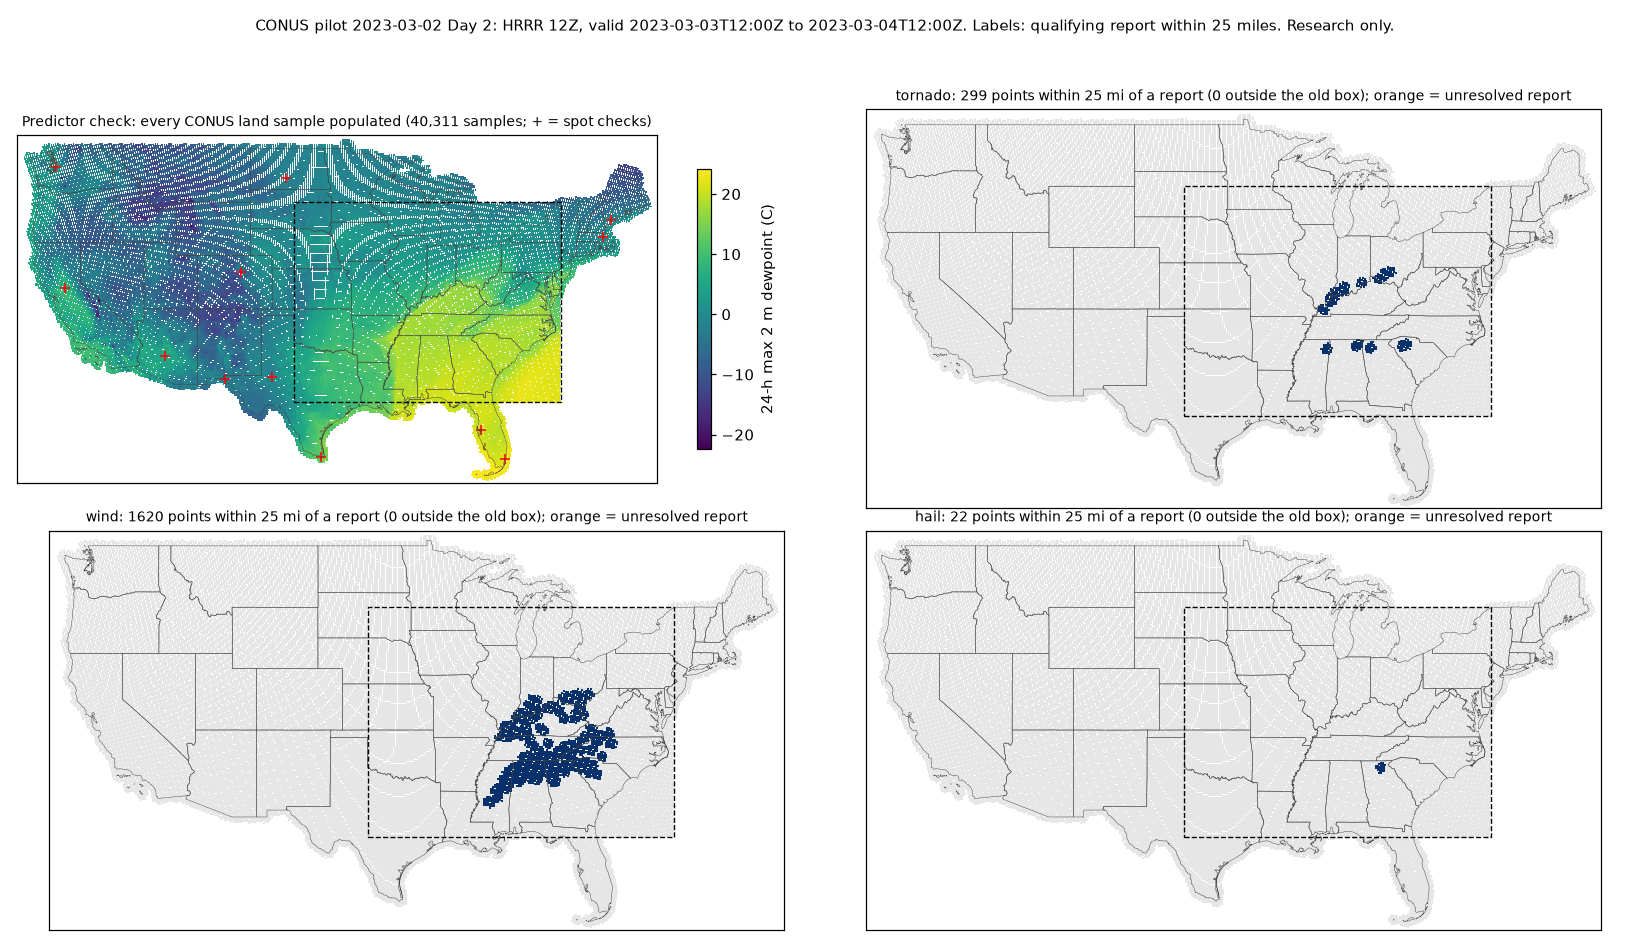 CONUS pilot 2023-03-02 Day 2: HRRR 12Z, valid 2023-03-03T12:00Z to 2023-03-04T12:00Z. Labels: qualifying report within 25 miles. Research only.
Predictor check: every CONUS land sample populated (40,311 samples; + = spot checks)
20
10
0
−10
−20
24-h max 2 m dewpoint (C)
tornado: 299 points within 25 mi of a report (0 outside the old box); orange = unresolved report
wind: 1620 points within 25 mi of a report (0 outside the old box); orange = unresolved report
hail: 22 points within 25 mi of a report (0 outside the old box); orange = unresolved report